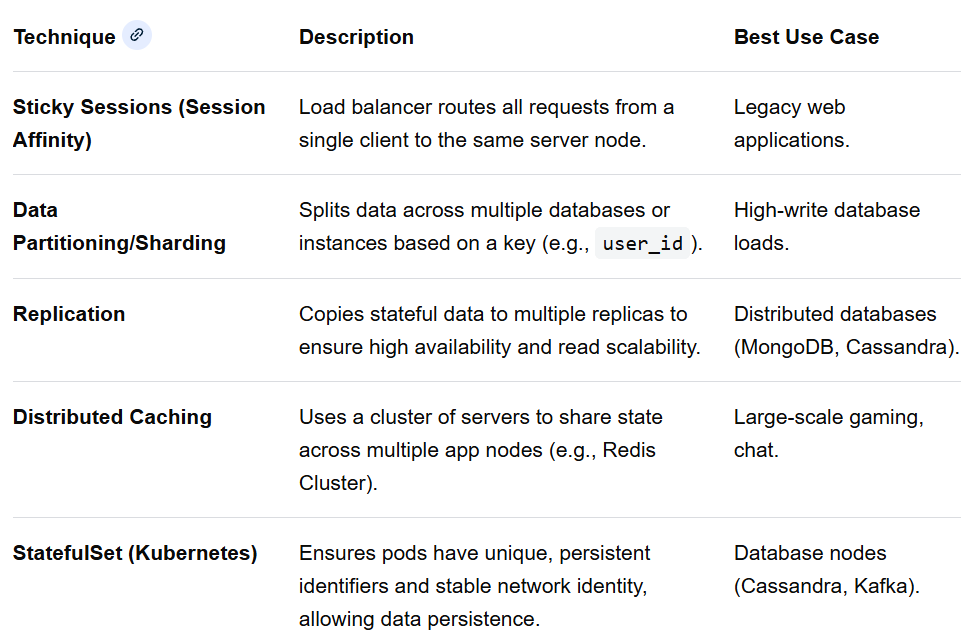 Technique Description Best Use Case
Sticky Sessions (Session Load balancer routes all requests from a Legacy web
Affinity) single client to the same server node. applications.
Data Splits data across multiple databases or High-write database
Partitioning/Sharding instances based on a key (e.g., user_id ). loads.
Replication Copies stateful data to multiple replicas to Distributed databases
ensure high availability and read scalability. (MongoDB, Cassandra).
Distributed Caching Uses a cluster of servers to share state Large-scale gaming,
across multiple app nodes (e.g., Redis chat.
Cluster).
StatefulSet (Kubernetes) Ensures pods have unique, persistent Database nodes
identifiers and stable network identity, (Cassandra, Kafka).
allowing data persistence.